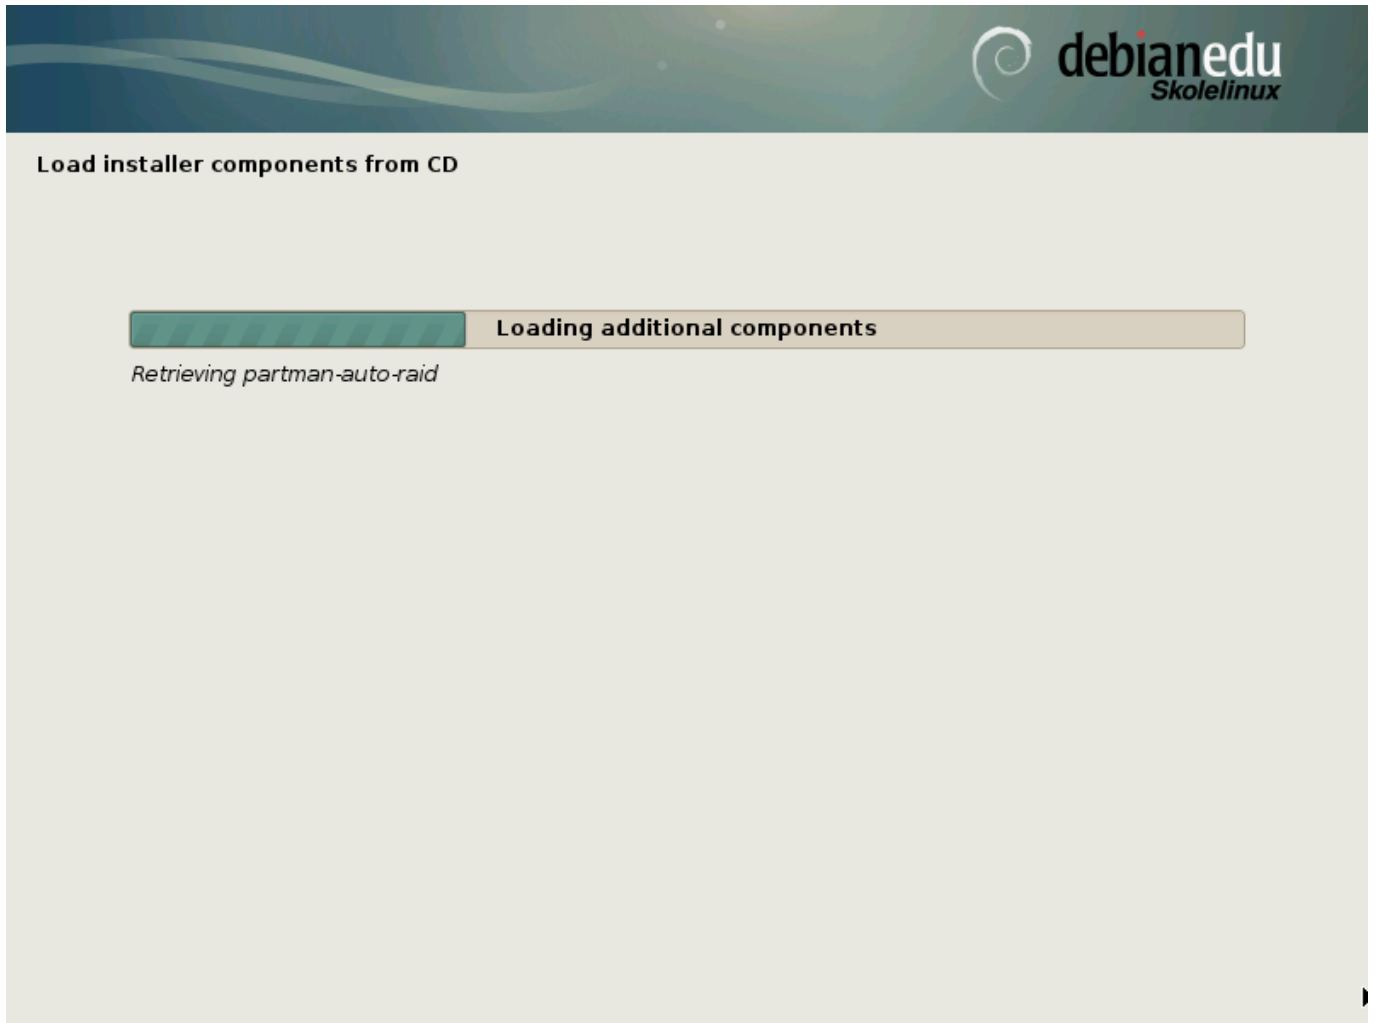 debianedu
Skolelinux
Load installer components from CD
Loading additional components
Retrieving partman-auto-raid